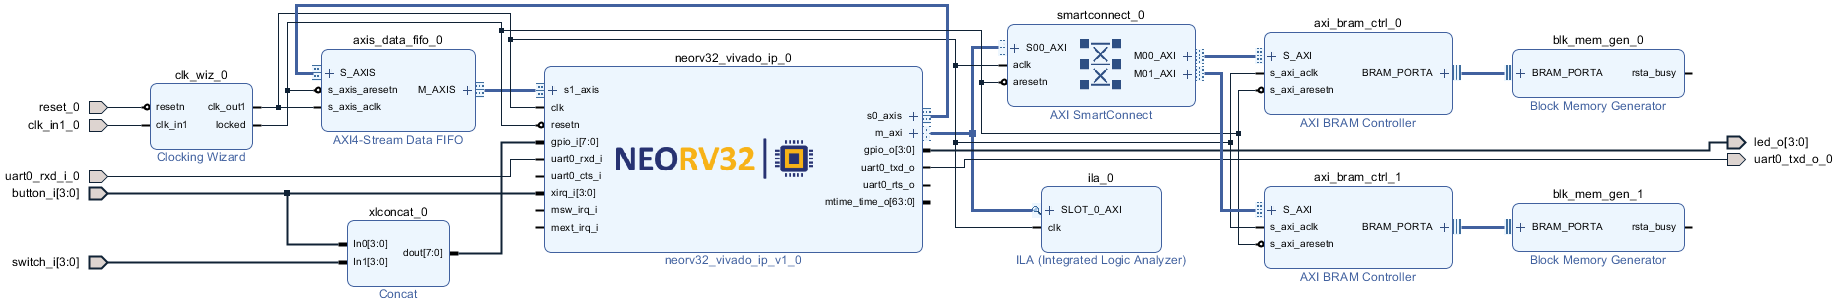 reset_0
clk_in1_0
uart0_rxd_i_0
button_i[3:0]
switch_i[3:0]
clk_wiz_0
resetn
clk_in1
clk_out1
locked
Clocking Wizard
axis_data_fifo_0
S_AXIS
s_axis_aresetn
s_axis_aclk
M_AXIS
AXI4-Stream Data FIFO
xlconcat_0
In0[3:0]
In1[3:0]
dout[7:0]
Concat
neorv32_vivado_ip_0
s1_axis
clk
resetn
gpio_i[7:0]
uart0_rxd_i
uart0_cts_i
xirq_i[3:0]
msw_irq_i
mext_irq_i
NEORV32
s0_axis
m_axi
gpio_o[3:0]
uart0_txd_o
uart0_rts_o
mtime_time_o[63:0]
neorv32_vivado_ip_v1_0
smartconnect_0
S00_AXI
aclk
aresetn
M00_AXI
M01_AXI
AXI SmartConnect
ila_0
SLOT_0_AXI
clk
ILA (Integrated Logic Analyzer)
axi_bram_ctrl_0
S_AXI
s_axi_aclk
s_axi_aresetn
BRAM_PORTA
AXI BRAM Controller
blk_mem_gen_0
BRAM_PORTA
rsta_busy
Block Memory Generator
axi_bram_ctrl_1
S_AXI
s_axi_aclk
s_axi_aresetn
BRAM_PORTA
AXI BRAM Controller
blk_mem_gen_1
BRAM_PORTA
rsta_busy
Block Memory Generator
led_o[3:0]
uart0_txd_o_0